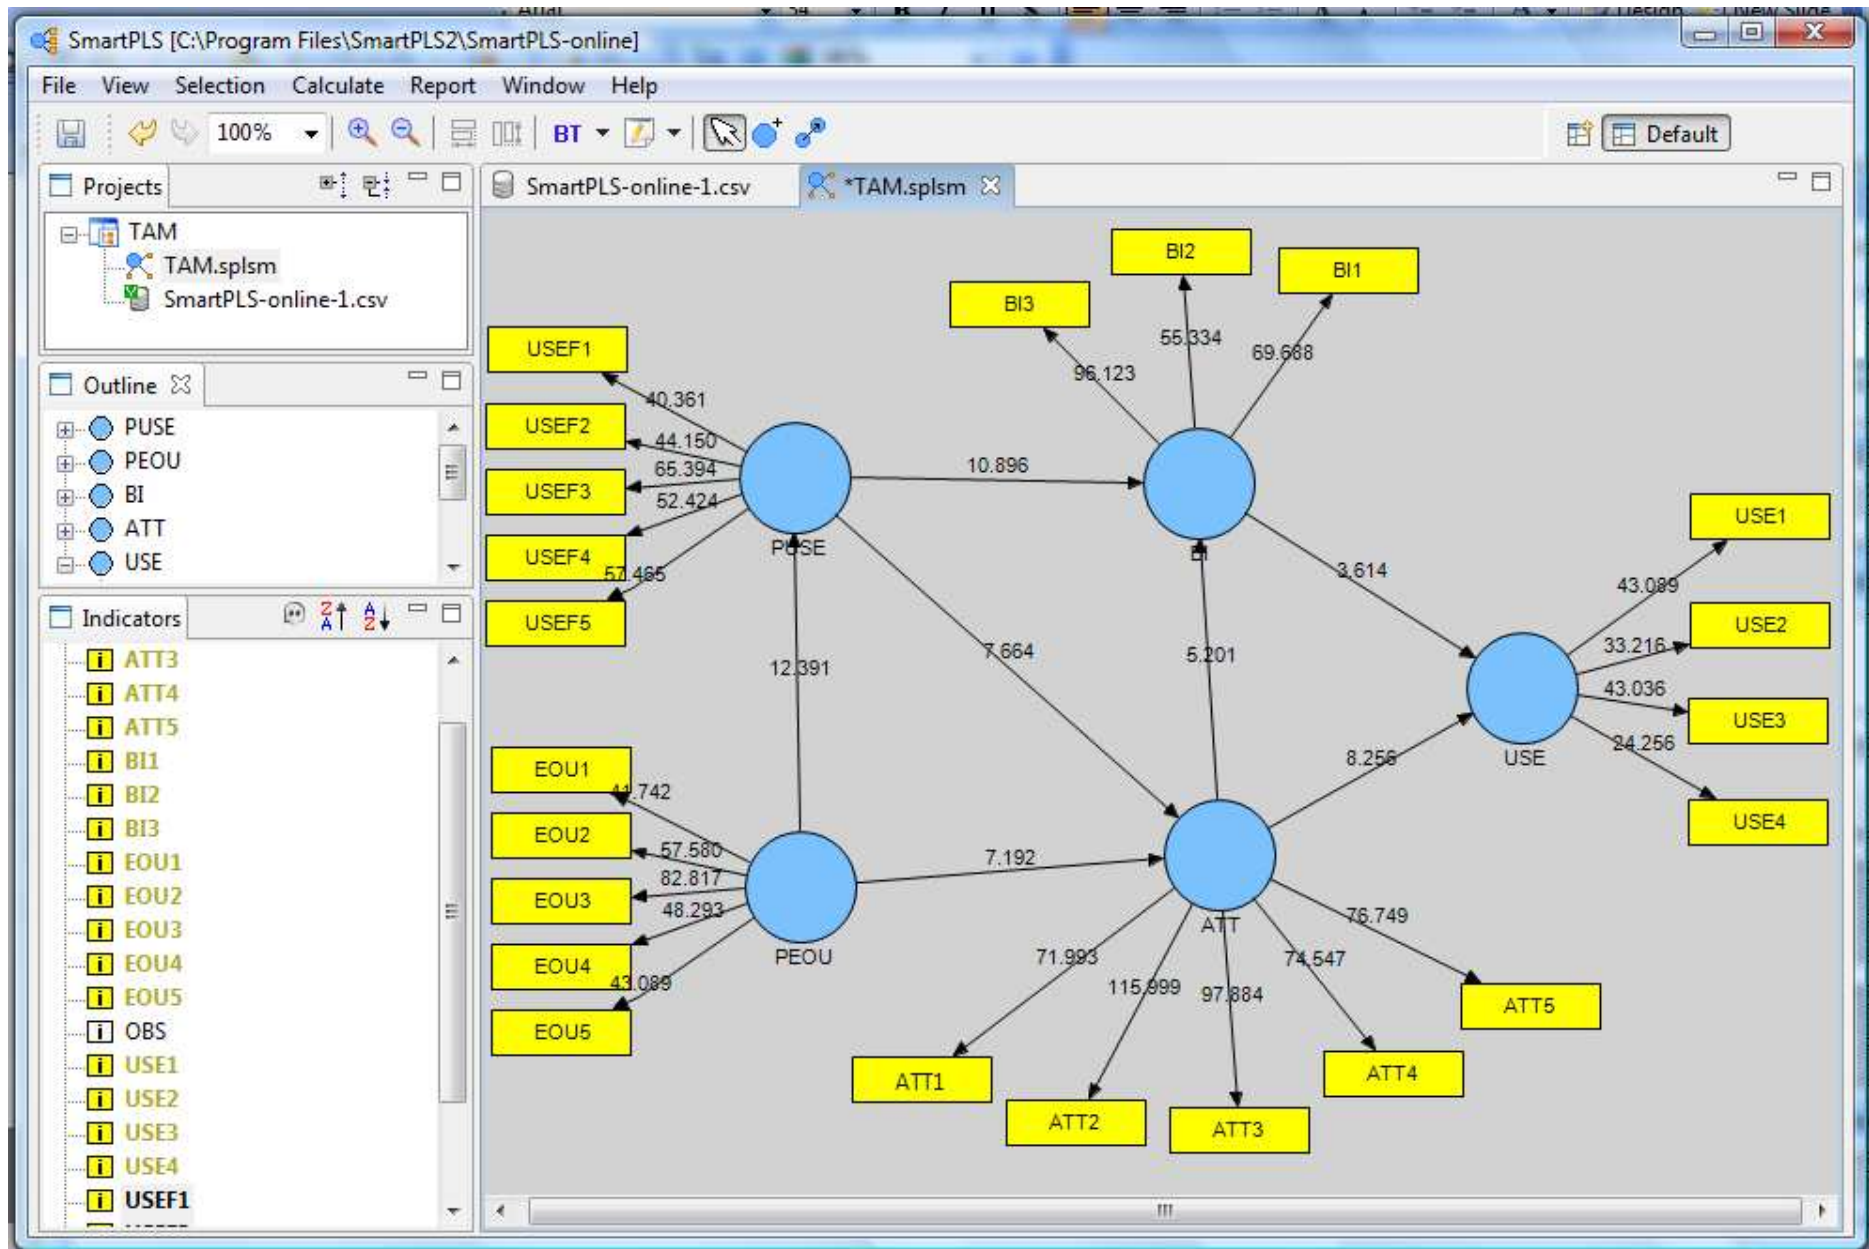 SmartPLS [C:\Program Files\SmartPLS2\SmartPLS-online]
File View Selection Calculate Report Window Help
100%
BT
Default
Projects
TAM
TAM.splsm
SmartPLS-online-1.csv
Outline
PUSE
PEOU
BI
ATT
USE
Indicators
ATT3
ATT4
ATT5
BI1
BI2
BI3
EOU1
EOU2
EOU3
EOU4
EOU5
OBS
USE1
USE2
USE3
USE4
USEF1
SmartPLS-online-1.csv
*TAM.splsm
BI2
BI1
BI3
55.334
69.688
96.123
USEF1
40.361
USEF2
44.150
65.394
USEF3
52.424
USEF4
57.465
USEF5
PUSE
10.896
BI
3.614
12.391
7.664
5.201
USE1
43.089
USE2
33.216
43.036
USE3
24.256
USE4
USE
8.256
EOU1
41.742
EOU2
57.580
82.817
EOU3
48.293
EOU4
43.089
EOU5
PEOU
7.192
ATT
76.749
71.993
74.547
115.999
97.884
ATT5
ATT1
ATT4
ATT2
ATT3